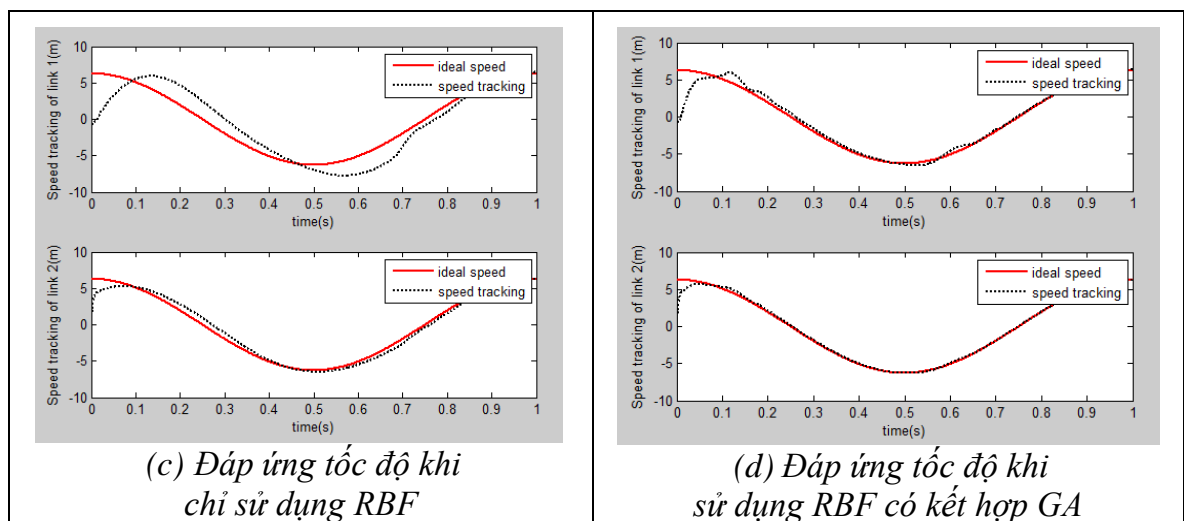 Speed tracking of link 1(m)
10
5
0
-5
-10
ideal speed
speed tracking
0 0.1 0.2 0.3 0.4 0.5 0.6 0.7 0.8 0.9 1
time(s)
Speed tracking of link 2(m)
10
5
0
-5
-10
ideal speed
speed tracking
0 0.1 0.2 0.3 0.4 0.5 0.6 0.7 0.8 0.9 1
time(s)
(c) Đáp ứng tốc độ khi
chỉ sử dụng RBF
Speed tracking of link 1(m)
10
5
0
-5
-10
ideal speed
speed tracking
0 0.1 0.2 0.3 0.4 0.5 0.6 0.7 0.8 0.9 1
time(s)
Speed tracking of link 2(m)
10
5
0
-5
-10
ideal speed
speed tracking
0 0.1 0.2 0.3 0.4 0.5 0.6 0.7 0.8 0.9 1
time(s)
(d) Đáp ứng tốc độ khi
sử dụng RBF có kết hợp GA